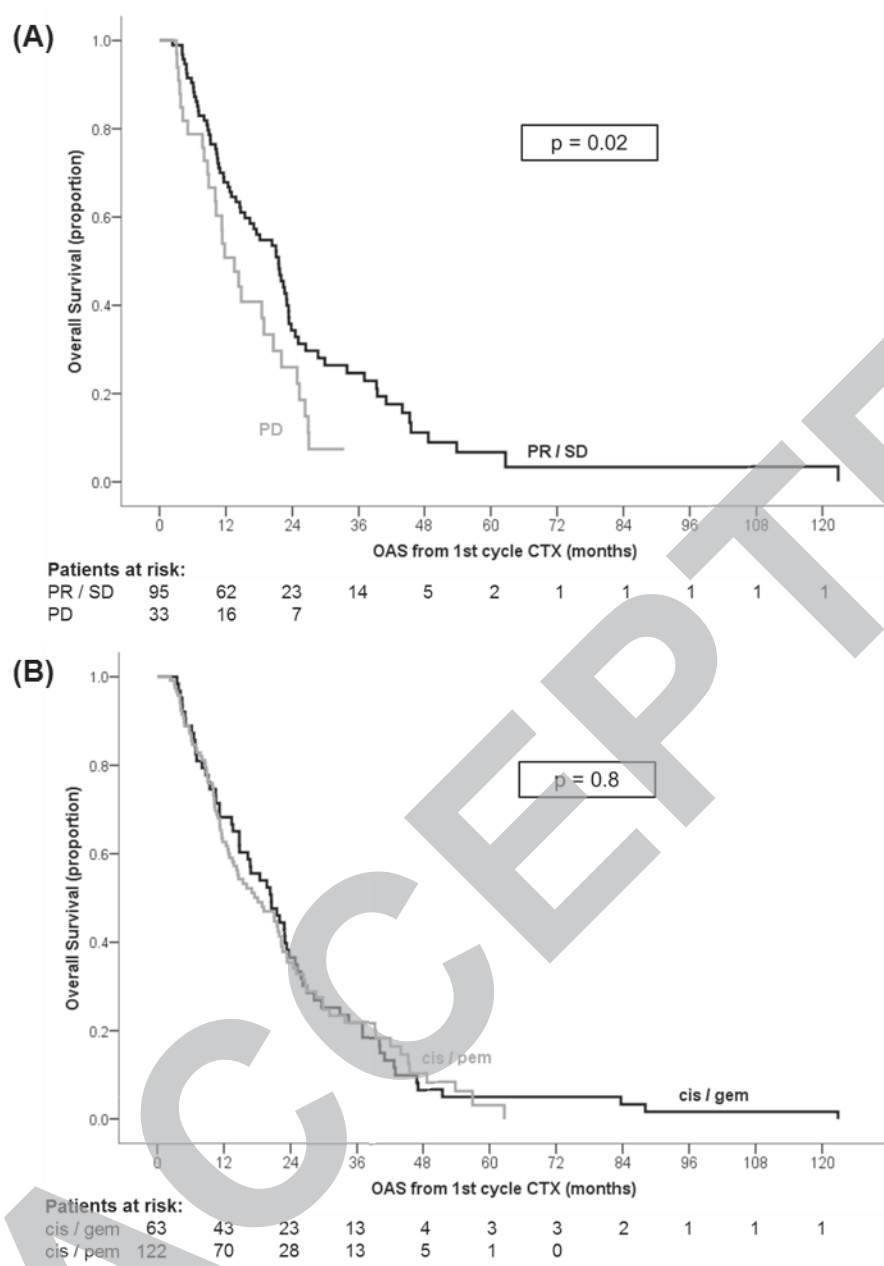 (A)
1.0
0.8
0.6
0.4
0.2
0.0
Overall Survival (proportion)
p = 0.02
PD
PR / SD
0 12 24 36 48 60 72 84 96 108 120
OAS from 1st cycle CTX (months)
Patients at risk:
PR / SD 95 62 23 14 5 2 1 1 1 1 1
PD 33 16 7
(B)
1.0
0.8
0.6
0.4
0.2
0.0
Overall Survival (proportion)
p = 0.8
cis / pem
cis / gem
0 12 24 36 48 60 72 84 96 108 120
OAS from 1st cycle CTX (months)
Patients at risk:
cis / gem 63 43 23 13 4 3 3 2 1 1 1
cis / pem 122 70 28 13 5 1 0
ACCEPTE